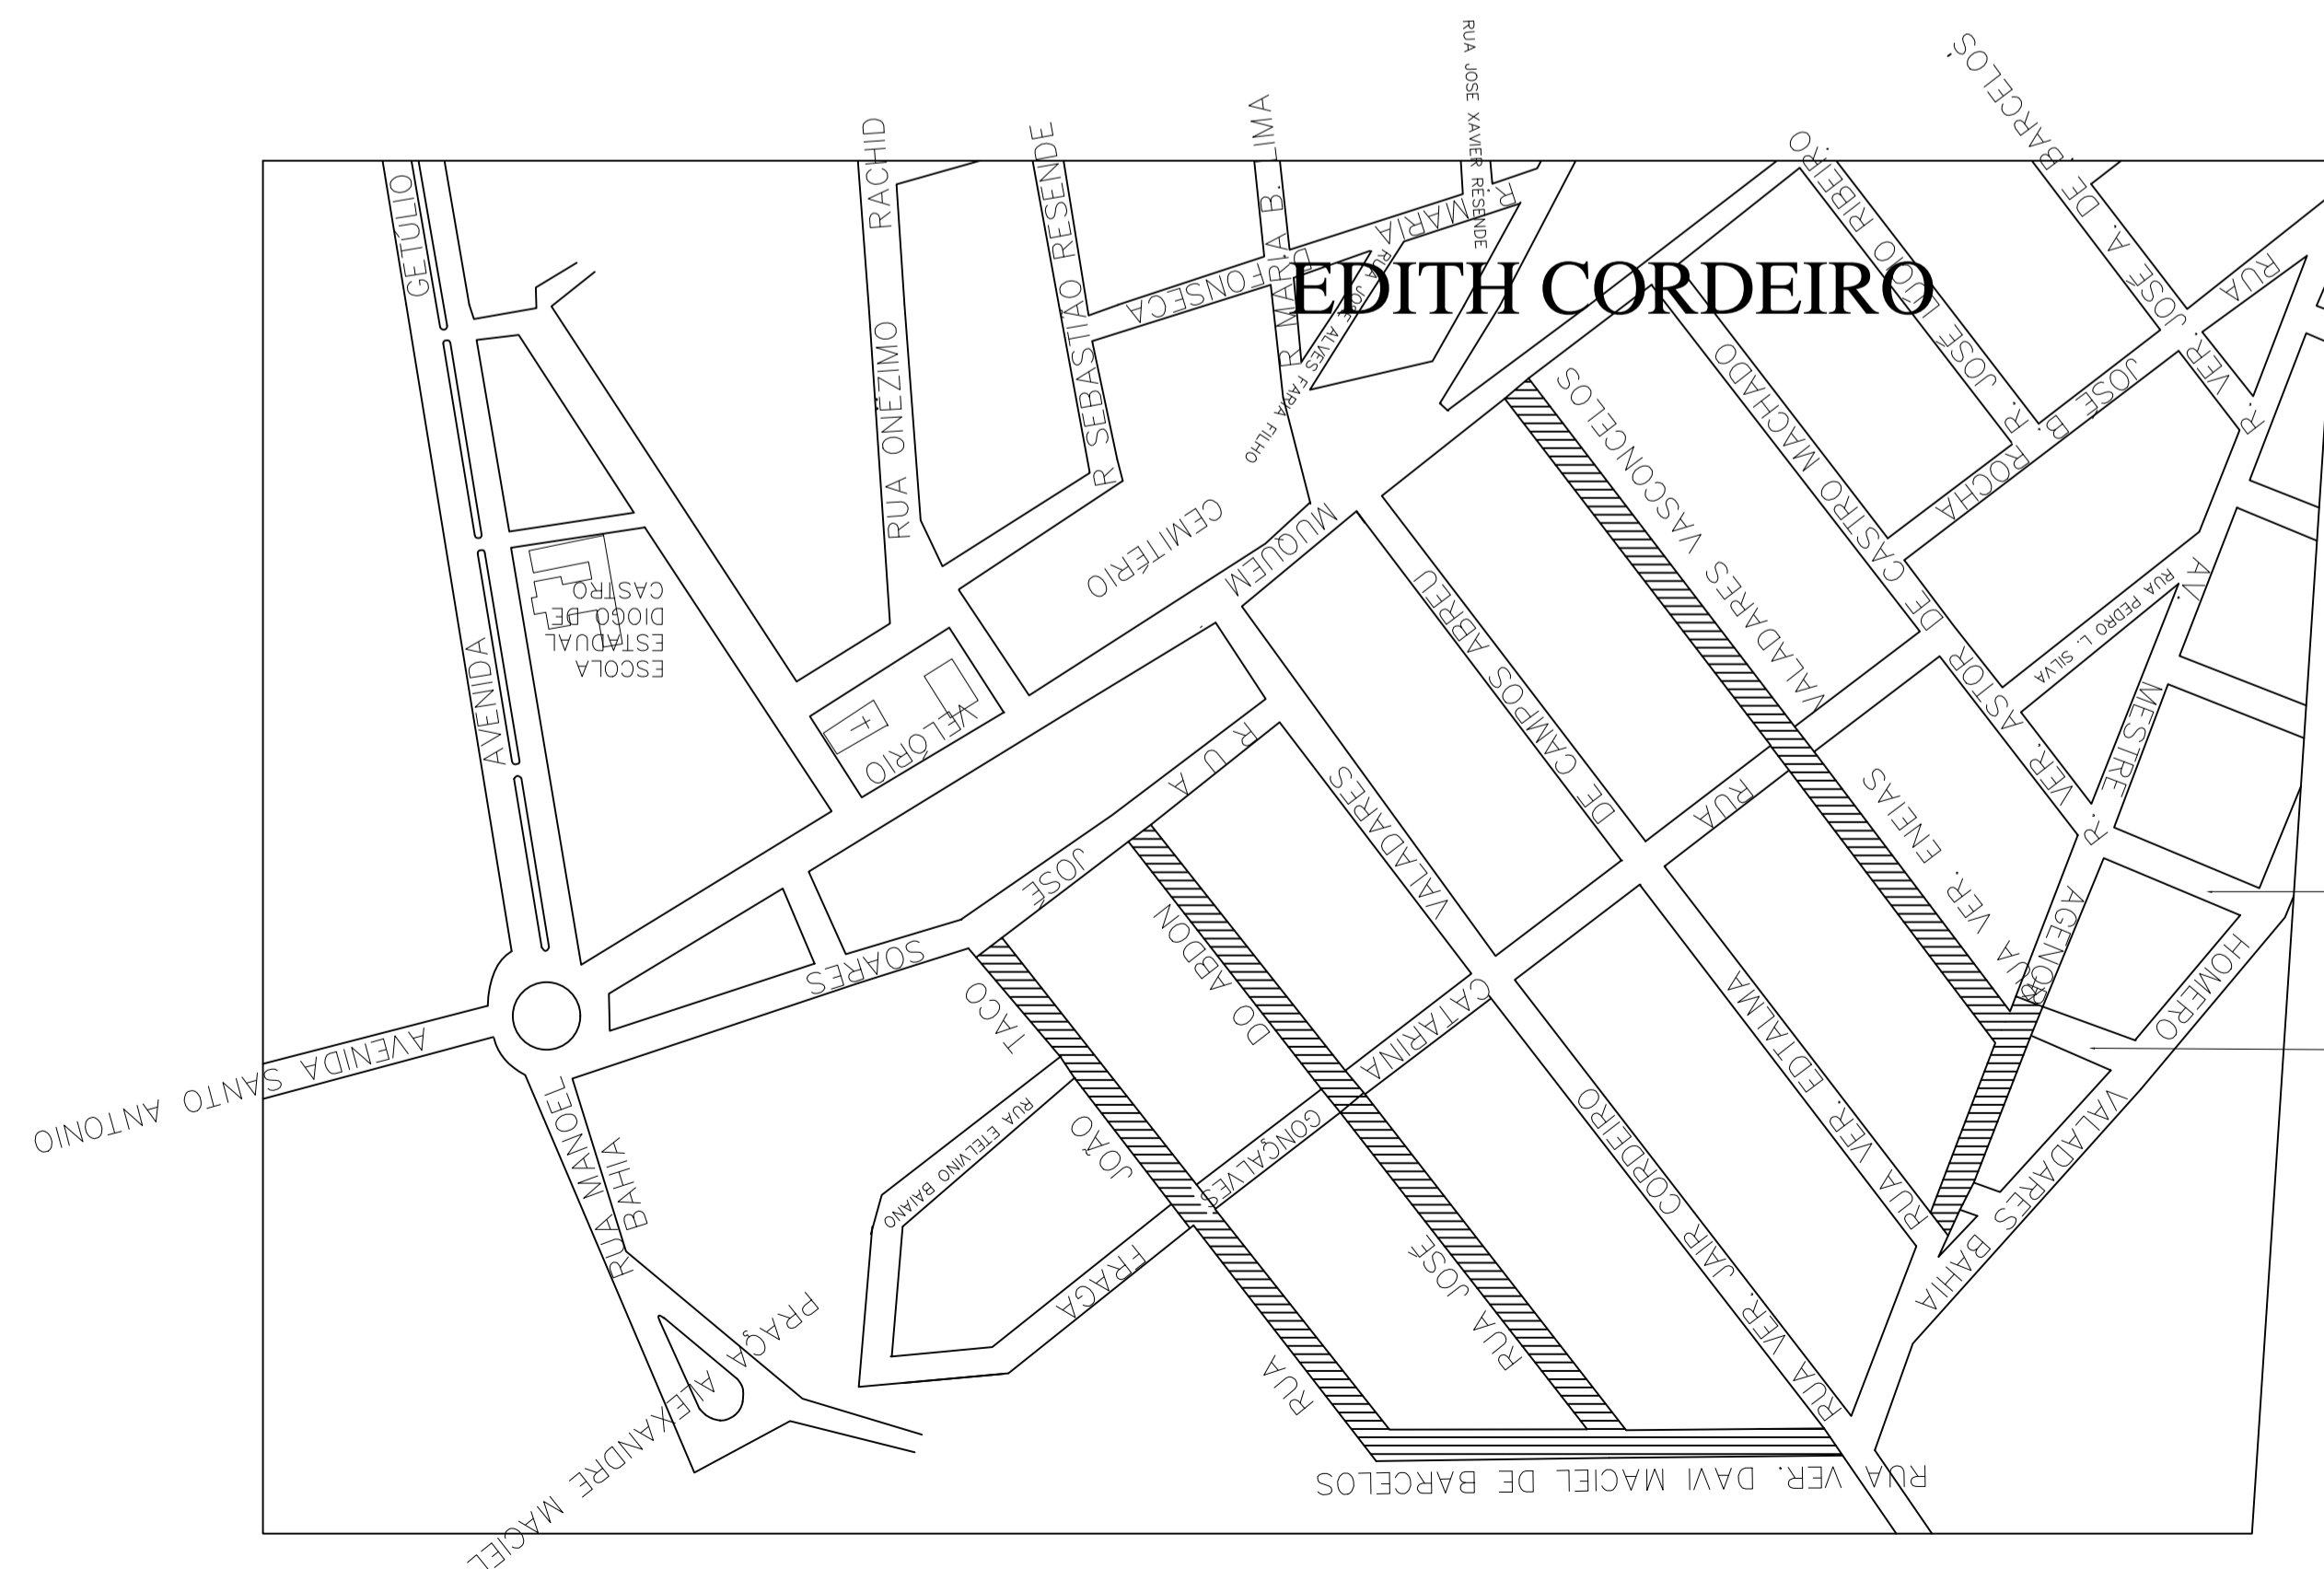 RUA JOSE XAVIER RESENDE
RUA ONÉZIMO RACHID
R SEBASTIÃO RESENDE
R MARIA B. LIMA
R. MARIA
DA FONSECA
RUA JOSE ALVES FARIA FILHO
EDITH CORDEIRO
R. JOSÉ LÚCIO RIBEIRO.
R. VER. JOSÉ A. DE BARCELOS.
AVENIDA GETÚLIO
RUA
JOSÉ B.
ROCHA
CEMITÉRIO
MUQUÉM
ESCOLA
ESTADUAL
DIOGO DE
CASTRO
VELÓRIO
R. VER. ASTOR DE CASTRO MACHADO
RUA VER. ENEIAS VALADARES VASCONCELOS
RUA PEDRO L. SILVA
AV.
MESTRE
AGENOR
VALADARES DE CAMPOS ABREU
RUA JOSÉ SOARES
RUA CATARINA
GONÇALVES
FRAGA
RUA JOÃO TACO
RUA JOSÉ DO ABDON
RUA VER. EDTALMA
RUA VER. JAIR CORDEIRO
HOMERO
VALADARES
BAHIA
AVENIDA SANTO ANTONIO
RUA MANOEL
BAHIA
RUA ETELVINO BAIANO
PRAÇA ALEXANDRE MACIEL
RUA VER. DAVI MACIEL DE BARCELOS